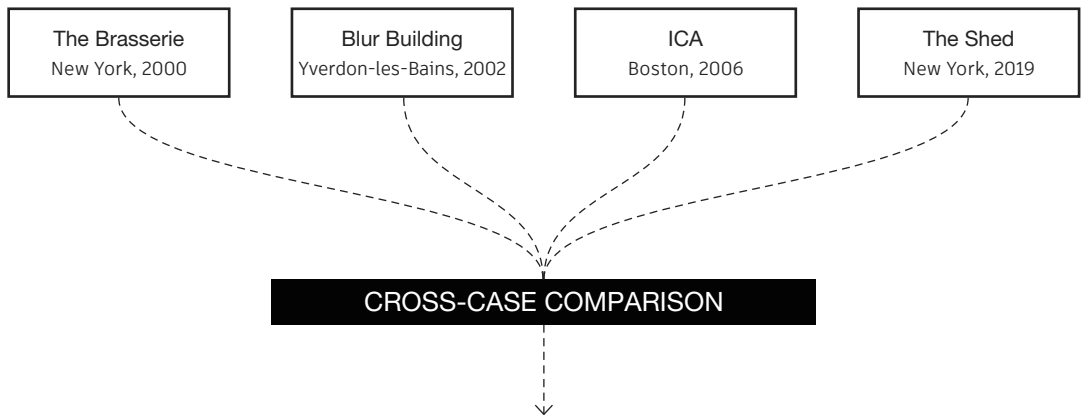 The Brasserie
New York, 2000
Blur Building
Yverdon-les-Bains, 2002
ICA
Boston, 2006
The Shed
New York, 2019
CROSS-CASE COMPARISON